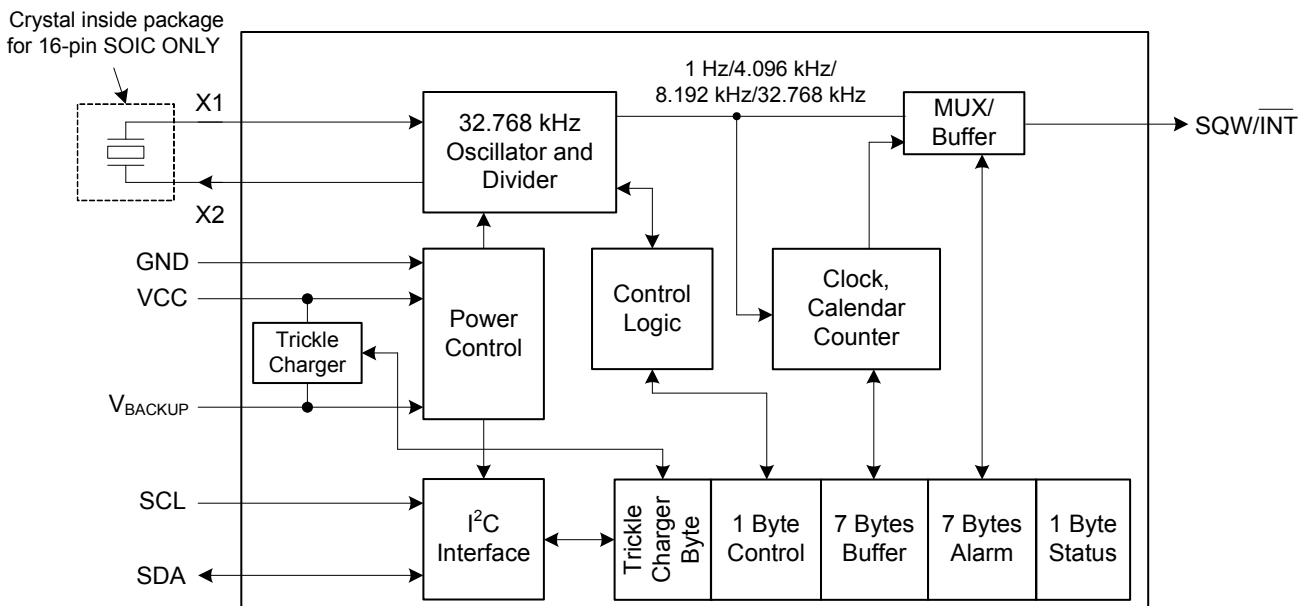 Crystal inside package
for 16-pin SOIC ONLY
X1
X2
32.768 kHz
Oscillator and
Divider
1 Hz/4.096 kHz/
8.192 kHz/32.768 kHz
MUX/
Buffer
SQW/INT
GND
VCC
Trickle
Charger
VBACKUP
Power
Control
Control
Logic
Clock,
Calendar
Counter
SCL
SDA
I2C
Interface
Trickle
Charger
Byte
1 Byte
Control
7 Bytes
Buffer
7 Bytes
Alarm
1 Byte
Status